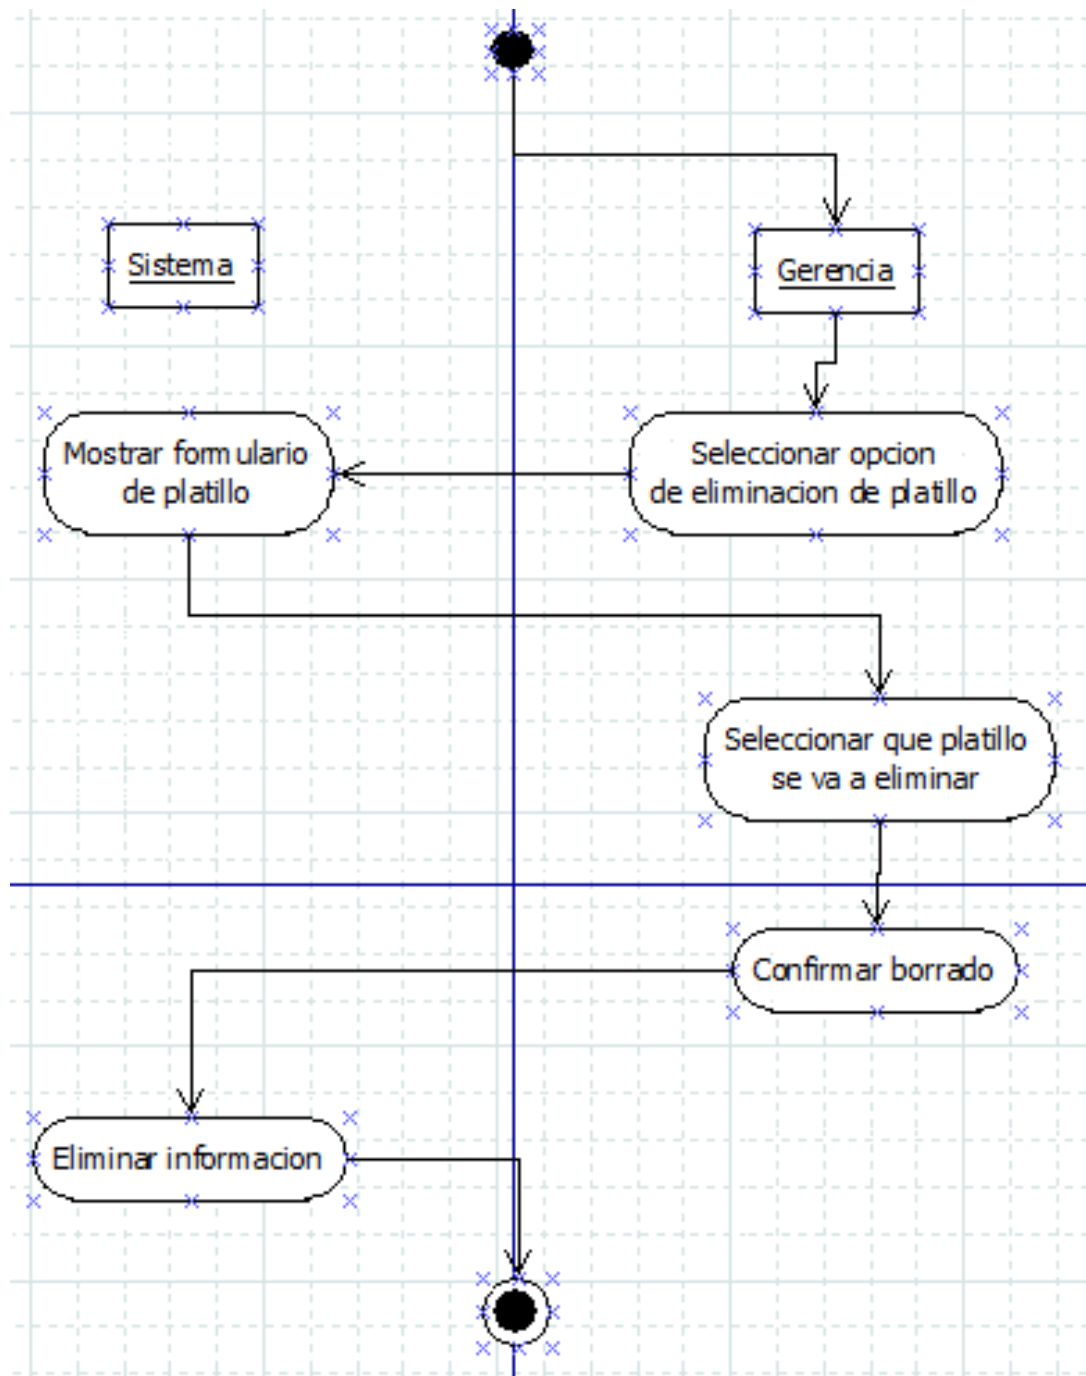 Sistema
Gerencia
Mostrar formulario
de platillo
Seleccionar opcion
de eliminacion de platillo
Seleccionar que platillo
se va a eliminar
Confirmar borrado
Eliminar informacion